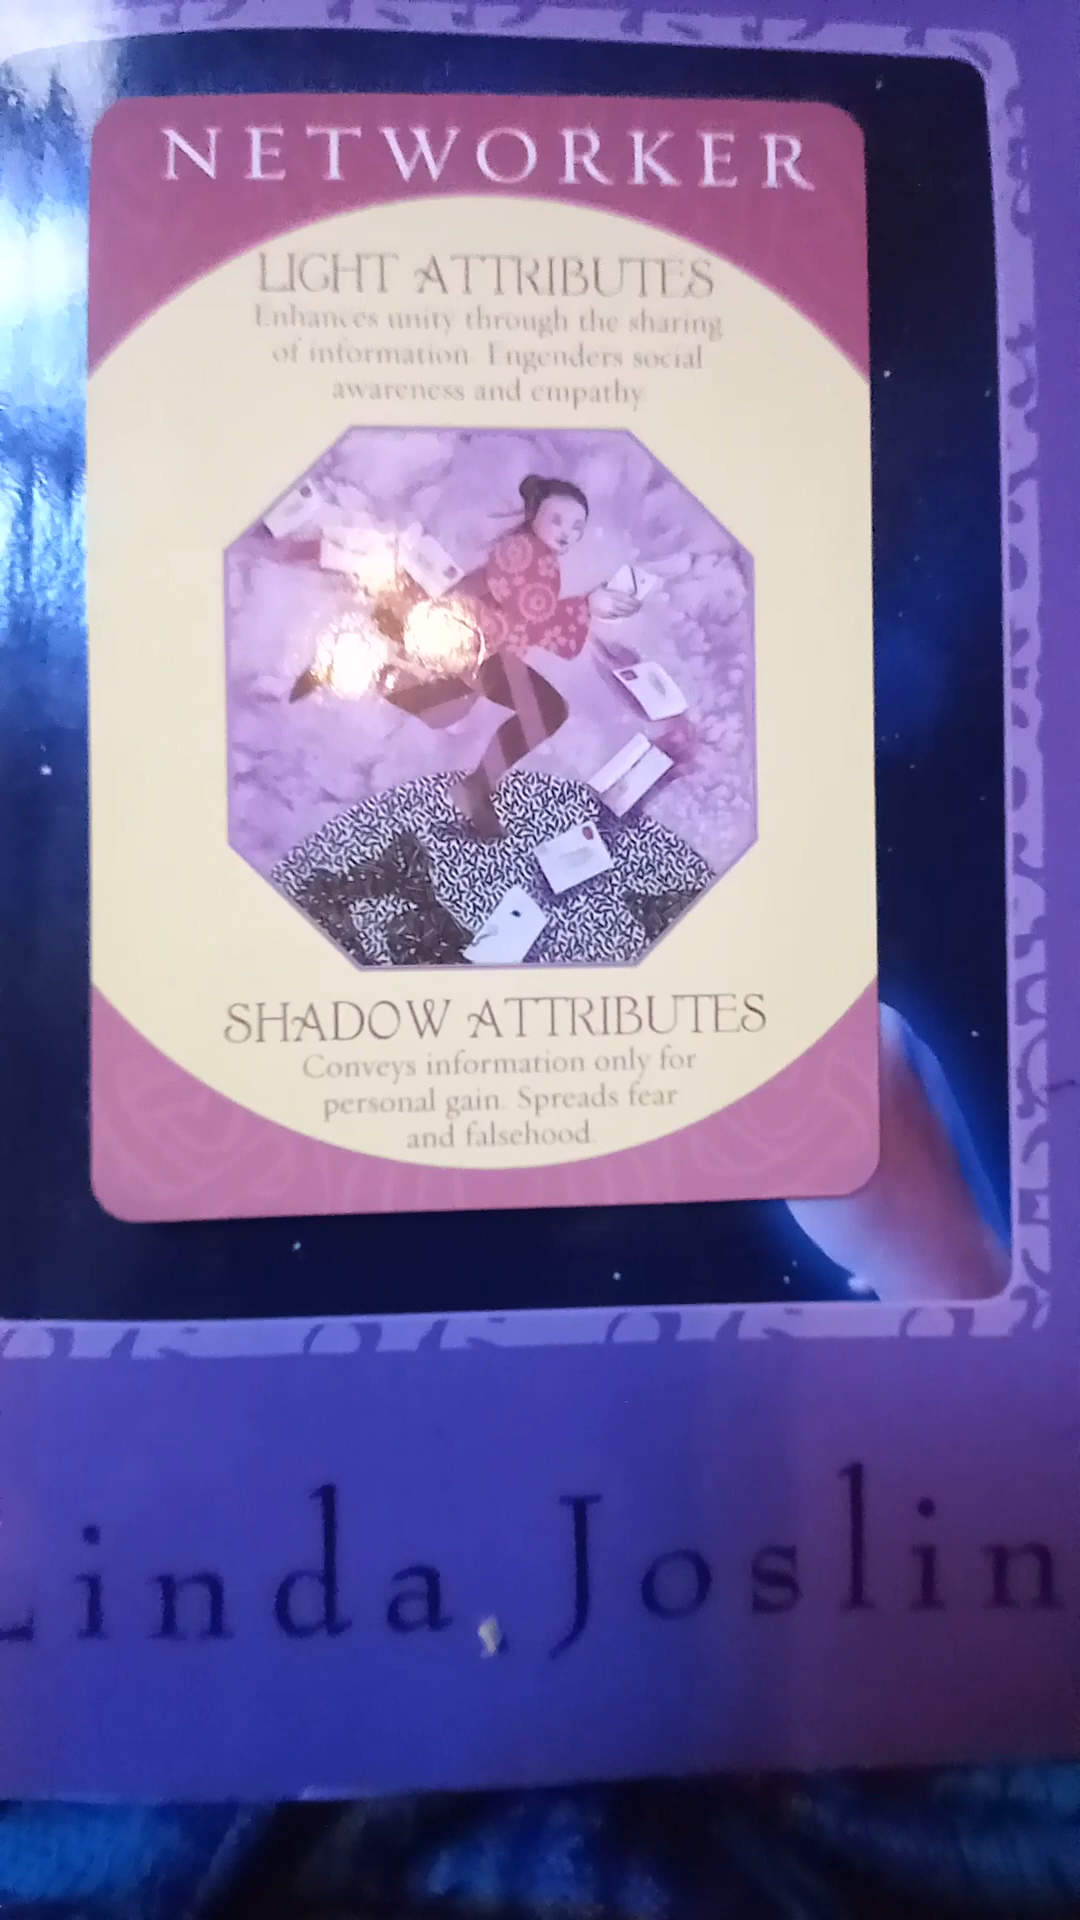 NETWORKER
LIGHT ATTRIBUTES
Enhances unity through the sharing
of information. Engenders social
awareness and empathy.
SHADOW ATTRIBUTES
Conveys information only for
personal gain. Spreads fear
and falsehood.
Linda Joslin